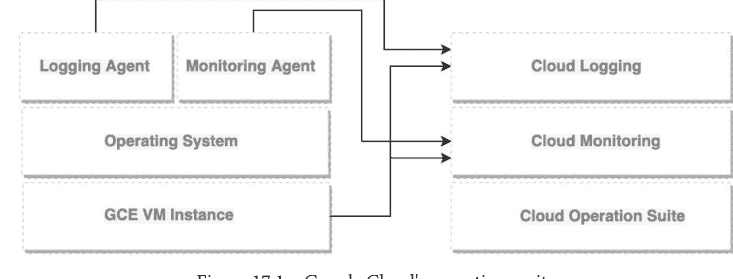 Logging Agent Monitoring Agent Cloud Logging
Operating System Cloud Monitoring
GCE VM Instance Cloud Operation Suite